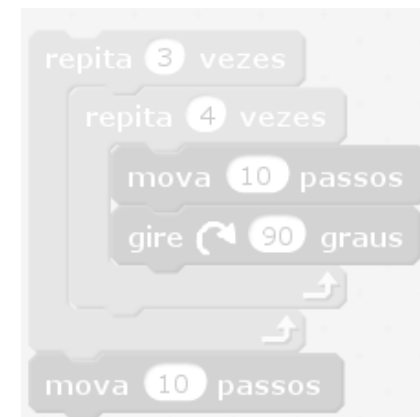 repita 3 vezes
repita 4 vezes
mova 10 passos
gire 90 graus
mova 10 passos